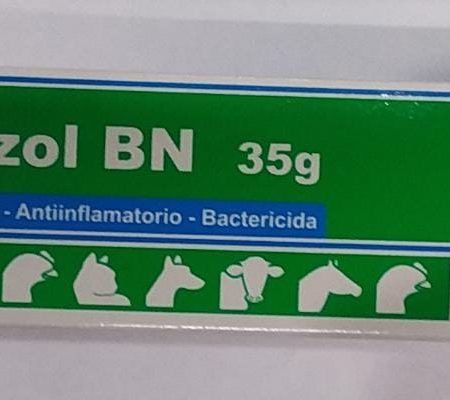 zol BN 35g
- Antiinflamatorio - Bactericida